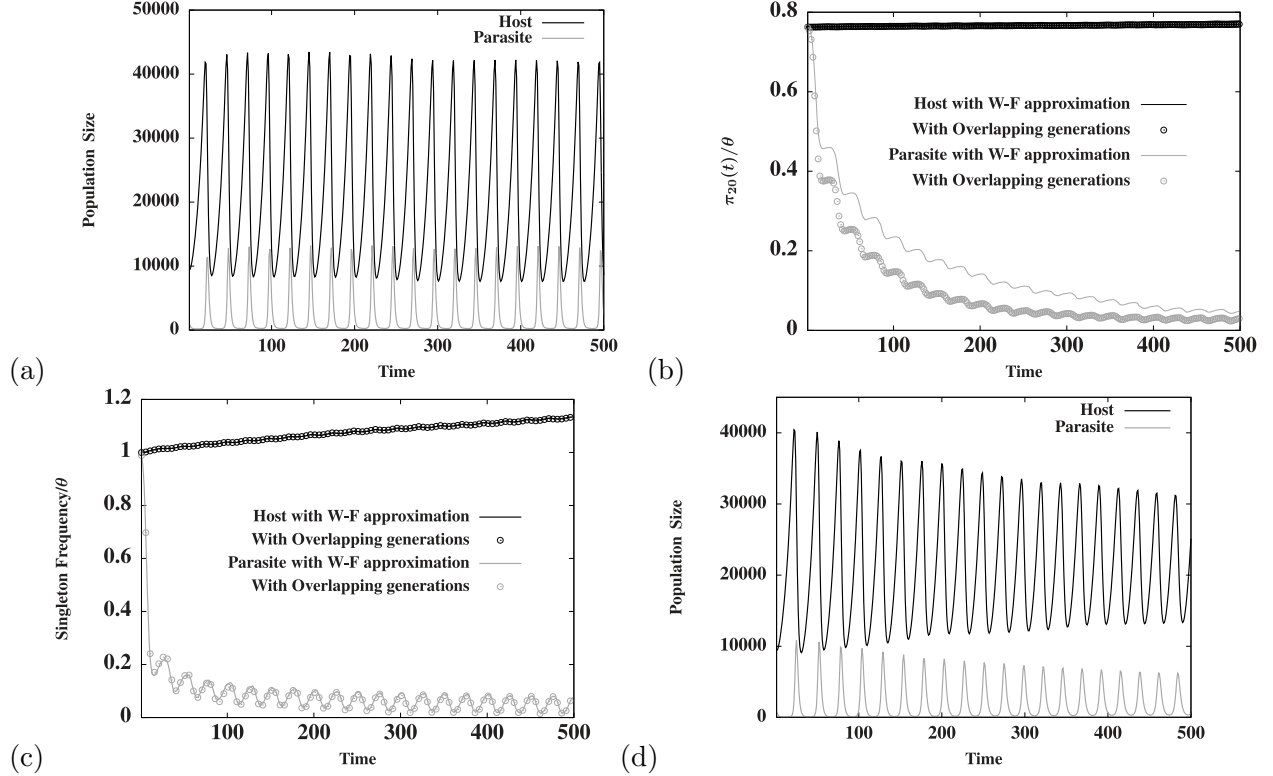 (a)
Population Size
50000
40000
30000
20000
10000
0
100 200 300 400 500
Time
Host
Parasite
(b)
π₂₀(t)/θ
0.8
0.6
0.4
0.2
0
100 200 300 400 500
Time
Host with W-F approximation
With Overlapping generations
Parasite with W-F approximation
With Overlapping generations
(c)
Singleton Frequency/θ
1.2
1
0.8
0.6
0.4
0.2
0
100 200 300 400 500
Time
Host with W-F approximation
With Overlapping generations
Parasite with W-F approximation
With Overlapping generations
(d)
Population Size
40000
30000
20000
10000
0
100 200 300 400 500
Time
Host
Parasite